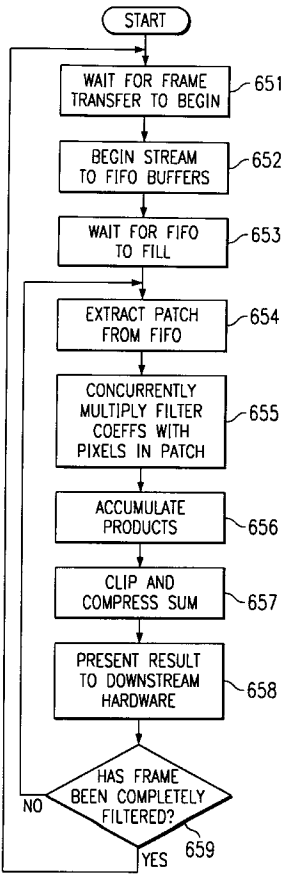 START
WAIT FOR FRAME
TRANSFER TO BEGIN
651
BEGIN STREAM
TO FIFO BUFFERS
652
WAIT FOR FIFO
TO FILL
653
EXTRACT PATCH
FROM FIFO
654
CONCURRENTLY
MULTIPLY FILTER
COEFFS WITH
PIXELS IN PATCH
655
ACCUMULATE
PRODUCTS
656
CLIP AND
COMPRESS SUM
657
PRESENT RESULT
TO DOWNSTREAM
HARDWARE
658
HAS FRAME
BEEN COMPLETELY
FILTERED?
659
NO
YES